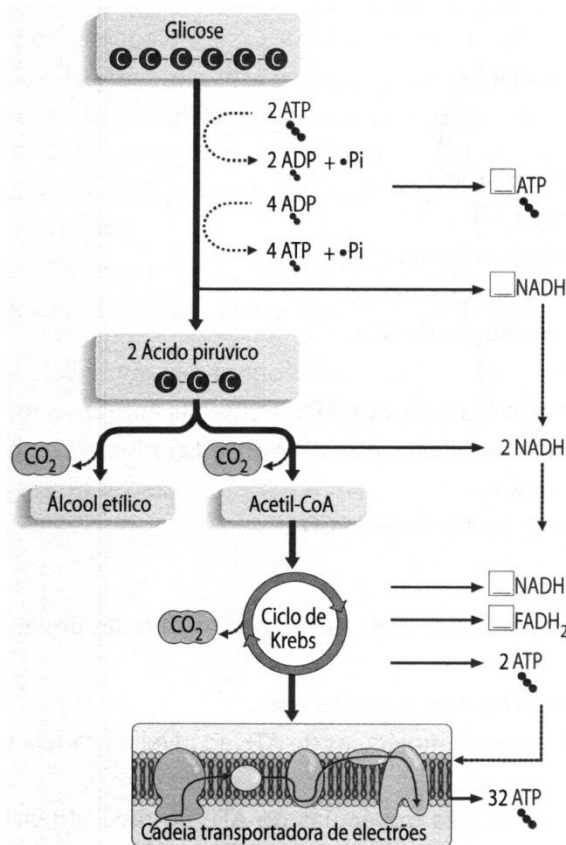 Glicose
C-C-C-C-C-C
2 ATP
2 ADP + •Pi
_ ATP
4 ADP
4 ATP + •Pi
_ NADH
2 Ácido pirúvico
C-C-C
CO2
CO2
2 NADH
Álcool etílico
Acetil-CoA
_ NADH
CO2
Ciclo de
Krebs
_ FADH2
2 ATP
32 ATP
Cadeia transportadora de electrões